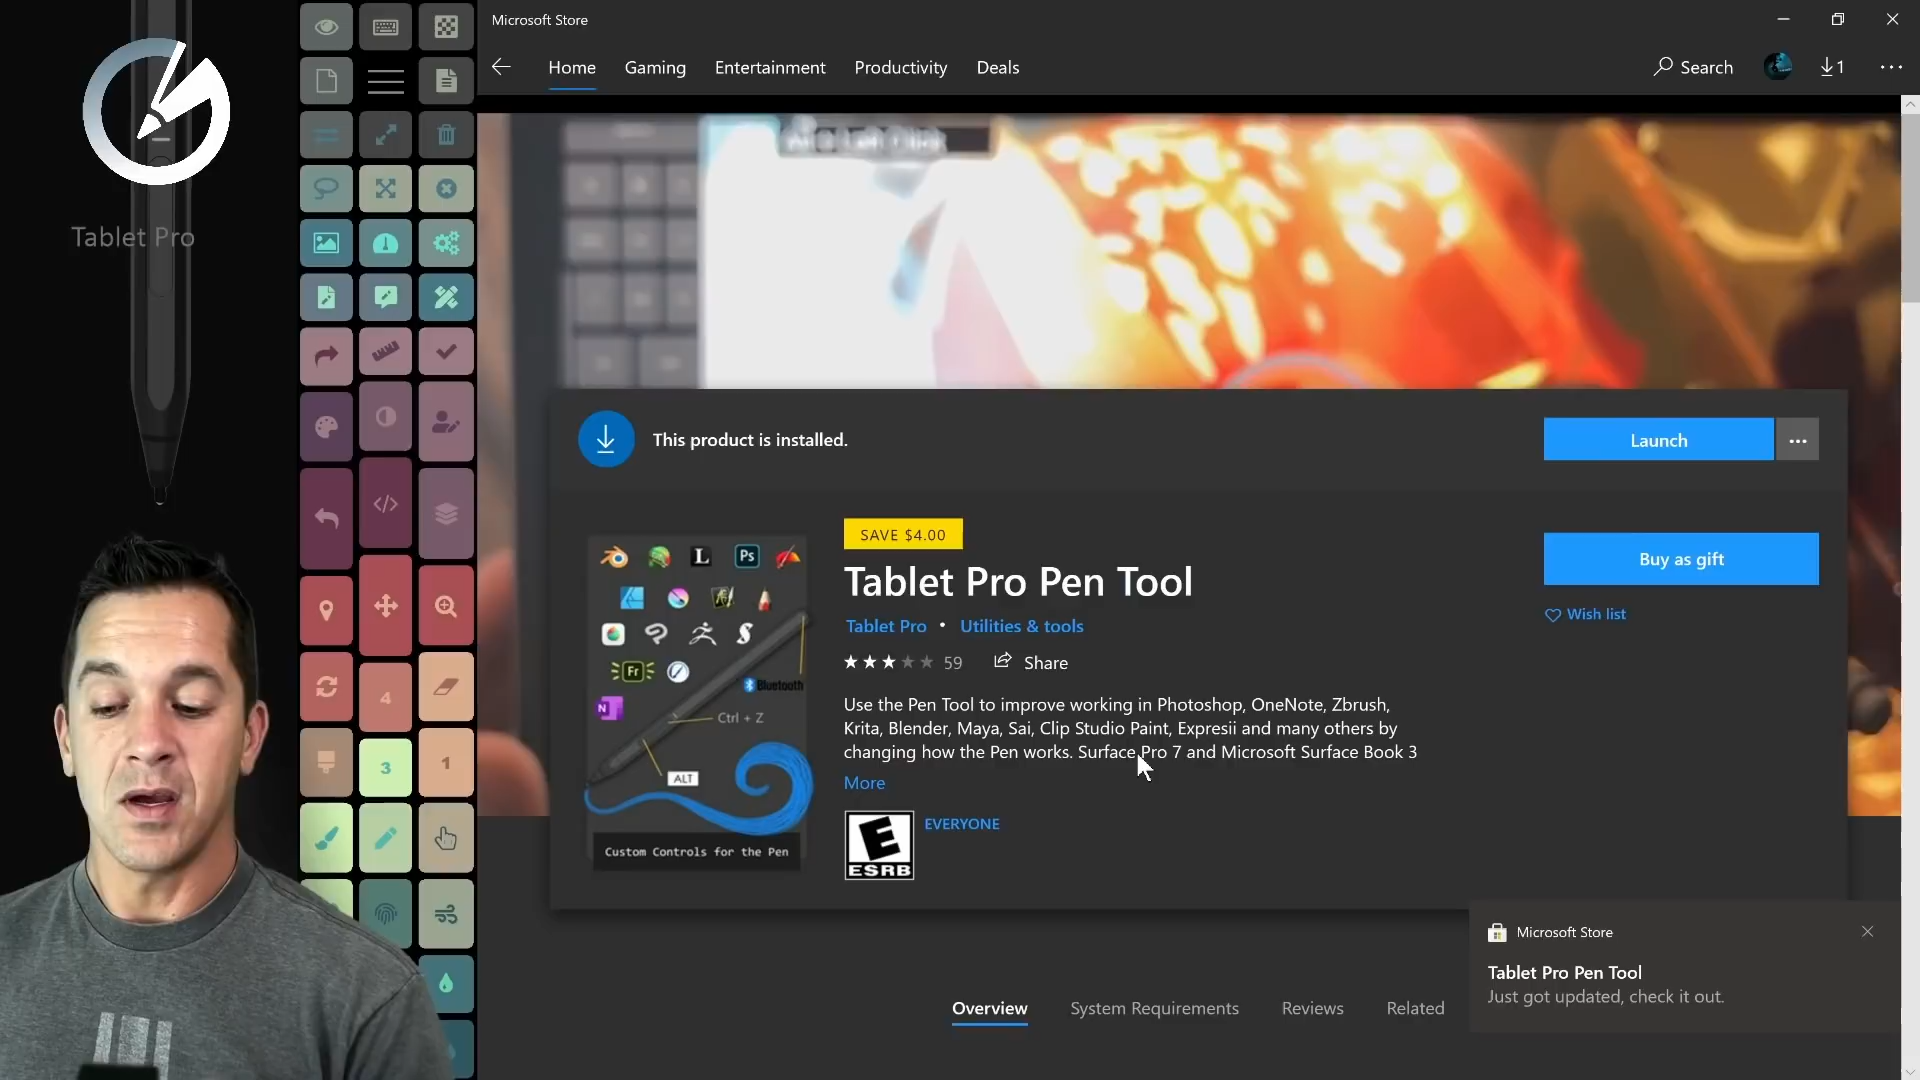 Tablet Pro
4
3
1
Microsoft Store
Home Gaming Entertainment Productivity Deals
Search
1
This product is installed.
Launch
SAVE $4.00
Tablet Pro Pen Tool
Tablet Pro • Utilities & tools
59 Share
Buy as gift
Wish list
L Ps
S
Fr
Bluetooth
N
Ctrl + Z
ALT
Custom Controls for the Pen
Use the Pen Tool to improve working in Photoshop, OneNote, Zbrush,
Krita, Blender, Maya, Sai, Clip Studio Paint, Expresii and many others by
changing how the Pen works. Surface Pro 7 and Microsoft Surface Book 3
More
E
ESRB
EVERYONE
Overview System Requirements Reviews Related
Microsoft Store
Tablet Pro Pen Tool
Just got updated, check it out.